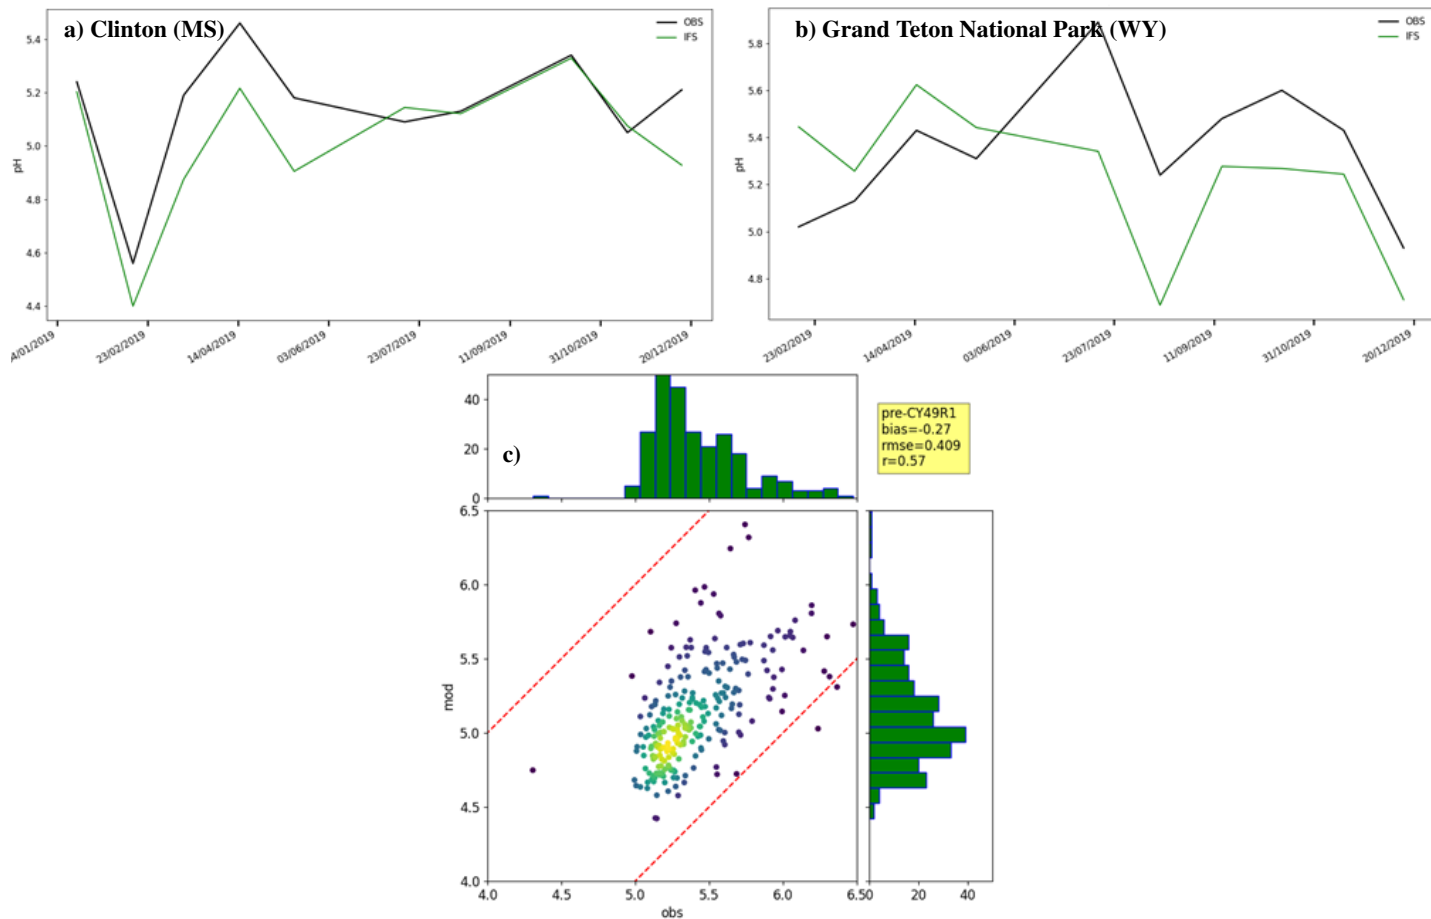 a) Clinton (MS)
OBS
IFS
5.4
5.2
5.0
4.8
4.6
4.4
pH
4/01/2019
23/02/2019
14/04/2019
03/06/2019
23/07/2019
11/09/2019
31/10/2019
20/12/2019
b) Grand Teton National Park (WY)
OBS
IFS
5.8
5.6
5.4
5.2
5.0
4.8
pH
23/02/2019
14/04/2019
03/06/2019
23/07/2019
11/09/2019
31/10/2019
20/12/2019
c)
40
20
0
pre-CY49R1
bias=-0.27
rmse=0.409
r=0.57
6.5
6.0
5.5
5.0
4.5
4.0
mod
4.0 4.5 5.0 5.5 6.0 6.50 20 40
obs